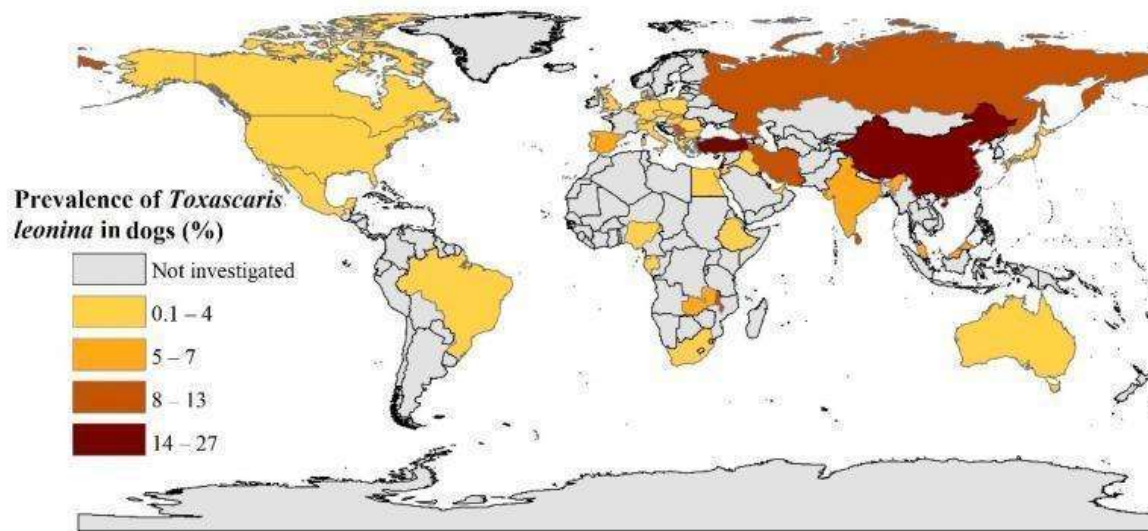 Prevalence of Toxascaris
leonina in dogs (%)
Not investigated
0.1 – 4
5 – 7
8 – 13
14 – 27